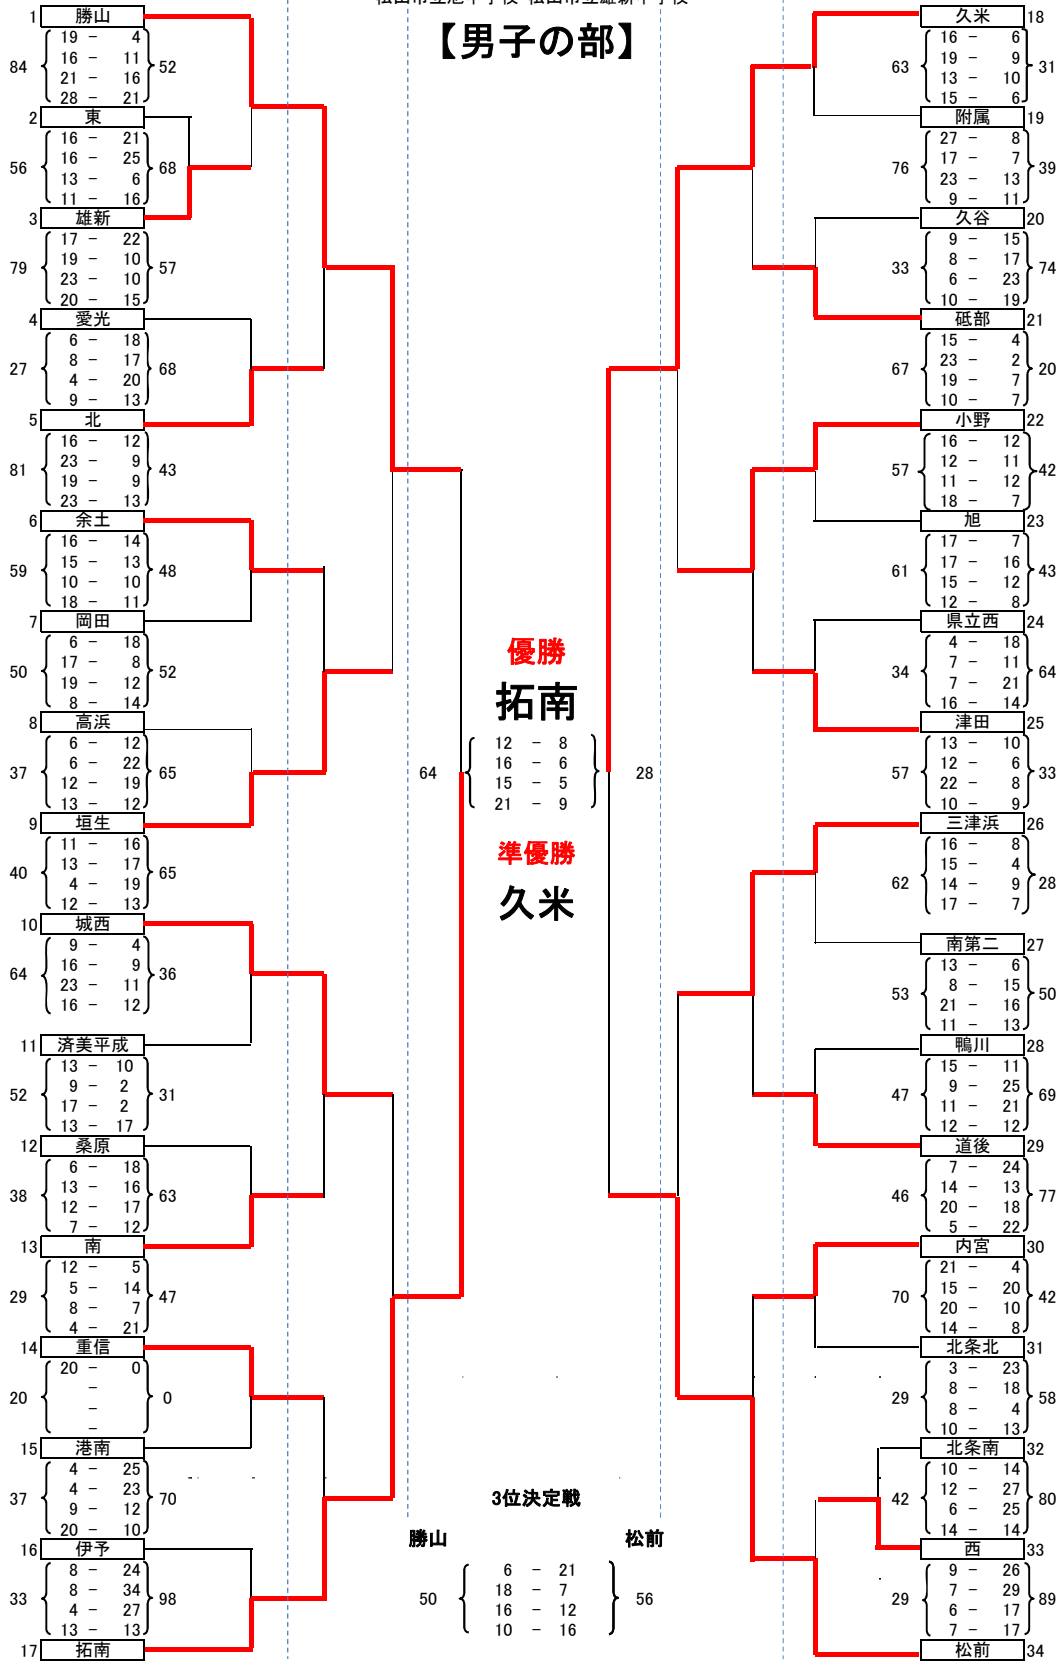 【男子の部】
1 勝山
84 52
19 - 4
16 - 11
21 - 16
28 - 21
2 東
56 68
16 - 21
16 - 25
13 - 6
11 - 16
3 雄新
79 57
17 - 22
19 - 10
23 - 10
20 - 15
4 愛光
27 68
6 - 18
8 - 17
4 - 20
9 - 13
5 北
81 43
16 - 12
23 - 9
19 - 9
23 - 13
6 余土
59 48
16 - 14
15 - 13
10 - 10
18 - 11
7 岡田
50 52
6 - 18
17 - 8
19 - 12
8 - 14
8 高浜
37 65
6 - 12
6 - 22
12 - 19
13 - 12
9 垣生
40 65
11 - 16
13 - 17
4 - 19
12 - 13
10 城西
64 36
9 - 4
16 - 9
23 - 11
16 - 12
11 済美平成
52 31
13 - 10
9 - 2
17 - 2
13 - 17
12 桑原
38 63
6 - 18
13 - 16
12 - 17
7 - 12
13 南
29 47
12 - 5
5 - 14
8 - 7
4 - 21
14 重信
20 0
20 - 0
-
-
-
15 港南
37 70
4 - 25
4 - 23
9 - 12
20 - 10
16 伊予
33 98
8 - 24
8 - 34
4 - 27
13 - 13
17 拓南
優勝
拓南
64 28
12 - 8
16 - 6
15 - 5
21 - 9
準優勝
久米
3位決定戦
勝山 松前
50 56
6 - 21
18 - 7
16 - 12
10 - 16
久米 18
63 31
16 - 6
19 - 9
13 - 10
15 - 6
附属 19
76 39
27 - 8
17 - 7
23 - 13
9 - 11
久谷 20
33 74
9 - 15
8 - 17
6 - 23
10 - 19
砥部 21
67 20
15 - 4
23 - 2
19 - 7
10 - 7
小野 22
57 42
16 - 12
12 - 11
11 - 12
18 - 7
旭 23
61 43
17 - 7
17 - 16
15 - 12
12 - 8
県立西 24
34 64
4 - 18
7 - 11
7 - 21
16 - 14
津田 25
57 33
13 - 10
12 - 6
22 - 8
10 - 9
三津浜 26
62 28
16 - 8
15 - 4
14 - 9
17 - 7
南第二 27
53 50
13 - 6
8 - 15
21 - 16
11 - 13
鴨川 28
47 69
15 - 11
9 - 25
11 - 21
12 - 12
道後 29
46 77
7 - 24
14 - 13
20 - 18
5 - 22
内宮 30
70 42
21 - 4
15 - 20
20 - 10
14 - 8
北条北 31
29 58
3 - 23
8 - 18
8 - 4
10 - 13
北条南 32
42 80
10 - 14
12 - 27
6 - 25
14 - 14
西 33
29 89
9 - 26
7 - 29
6 - 17
7 - 17
松前 34